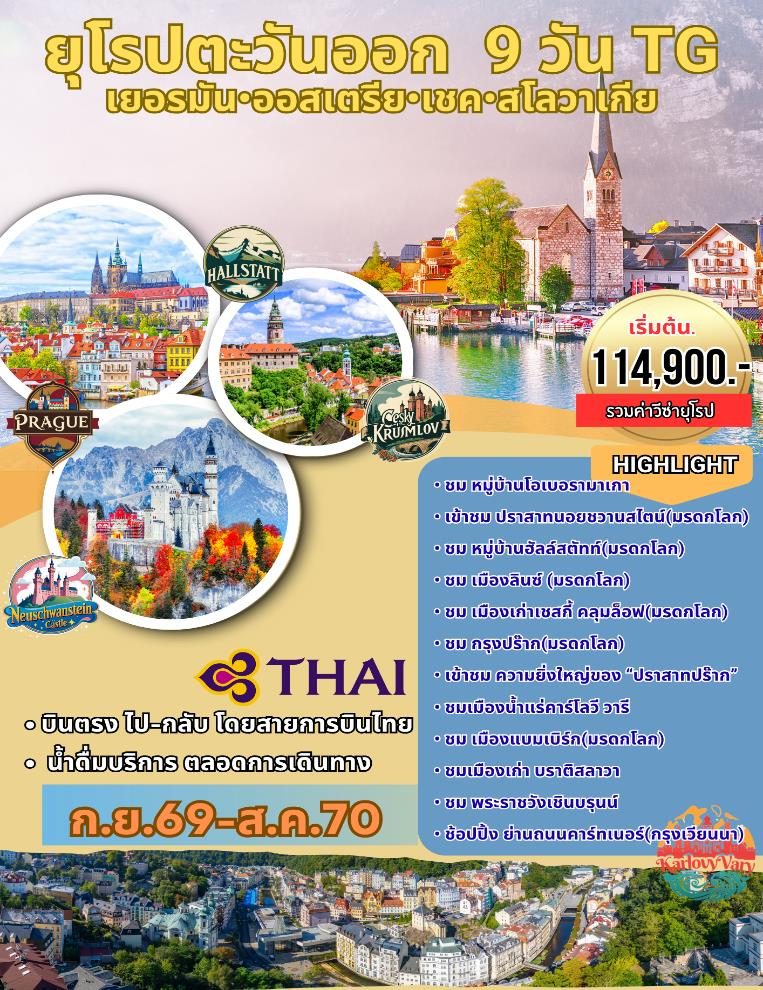 ยุโรปตะวันออก 9 วัน TG
เยอรมัน•ออสเตรีย•เชค•สโลวาเกีย
HALLSTATT
PRAGUE
Český
KRUMLOV
Neuschwanstein
Castle
เริ่มต้น.
114,900.-
รวมค่าวีซ่ายุโรป
HIGHLIGHT
• ชม หมู่บ้านโอเบอรามาเกา
• เข้าชม ปราสาทนอยชวานสไตน์(มรดกโลก)
• ชม หมู่บ้านฮัลล์สตัทท์(มรดกโลก)
• ชม เมืองลินซ์ (มรดกโลก)
• ชม เมืองเก่าเชสกี้ คลุมล็อฟ(มรดกโลก)
• ชม กรุงปร๊าก(มรดกโลก)
• เข้าชม ความยิ่งใหญ่ของ “ปราสาทปร๊าก”
• ชมเมืองน้ำแร่คาร์โลวี วารี
• ชม เมืองแบมเบิร์ก(มรดกโลก)
• ชมเมืองเก่า บราติสลาวา
• ชม พระราชวังเชินบรุนน์
• ช้อปปิ้ง ย่านถนนคาร์ทเนอร์(กรุงเวียนนา)
THAI
• บินตรง ไป-กลับ โดยสายการบินไทย
• น้ำดื่มบริการ ตลอดการเดินทาง
ก.ย.69-ส.ค.70
Karlovy Vary